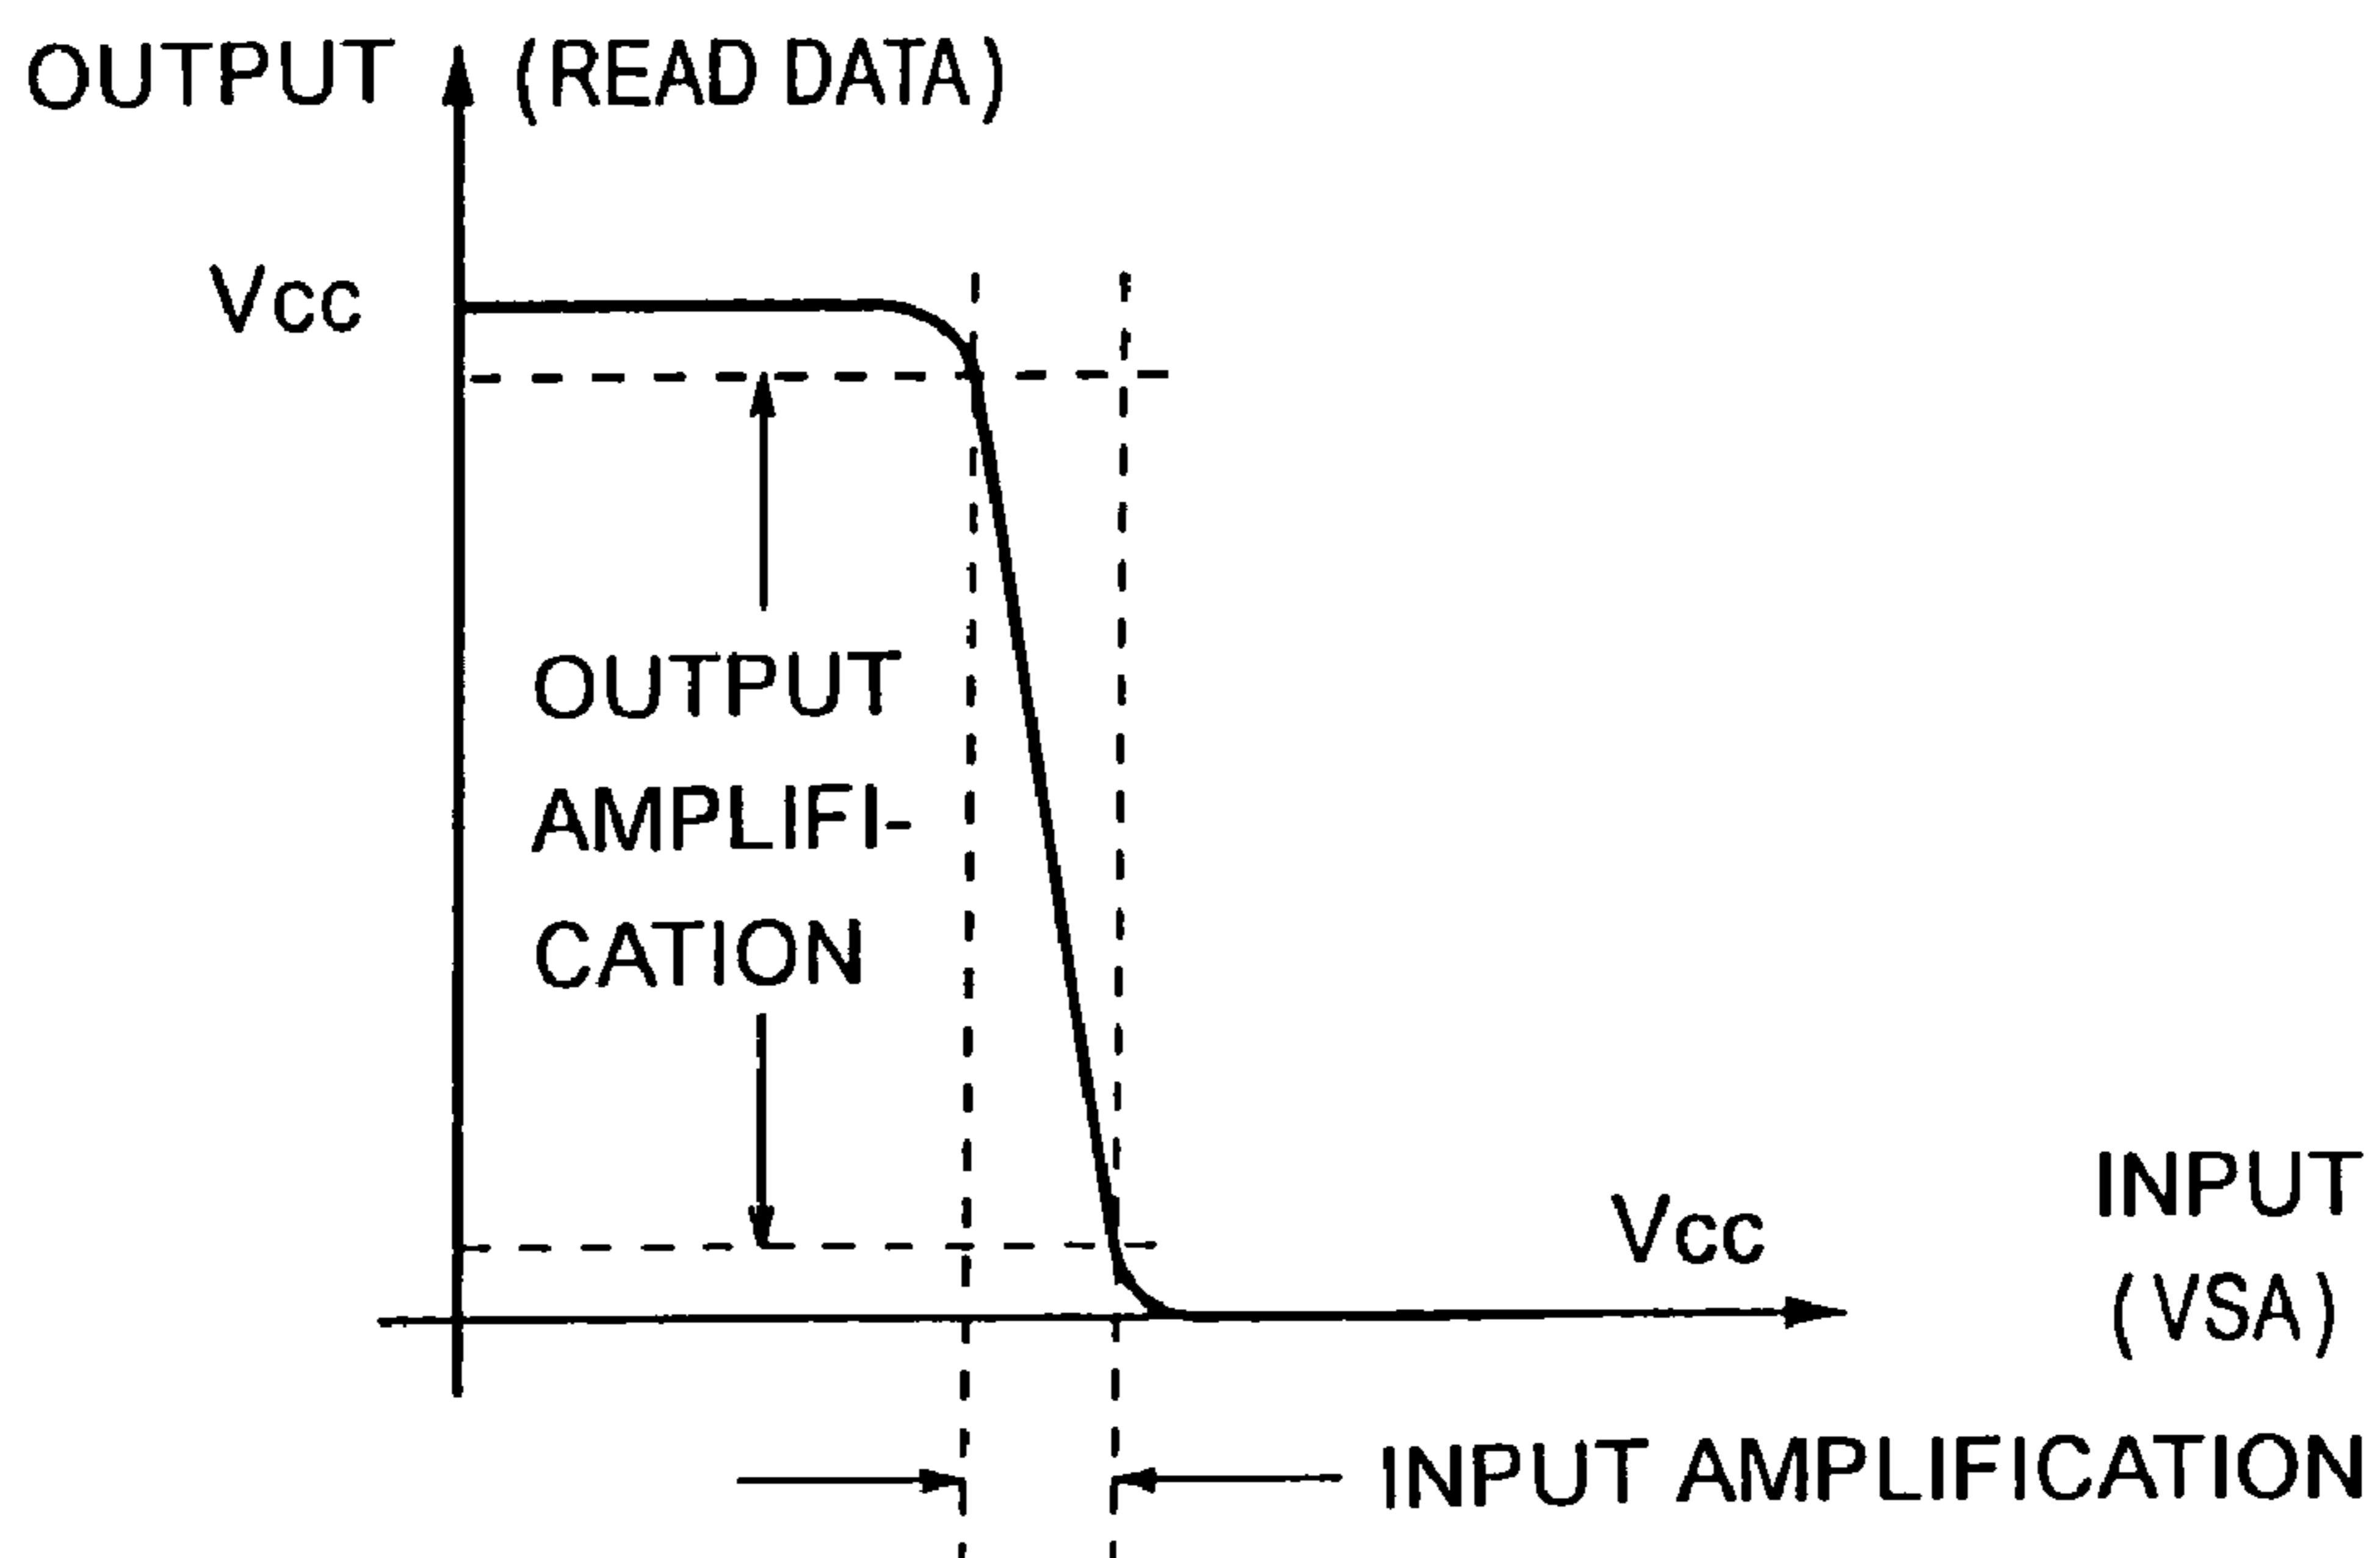 OUTPUT (READ DATA)
Vcc
OUTPUT
AMPLIFI-
CATION
Vcc
INPUT
(VSA)
INPUT AMPLIFICATION